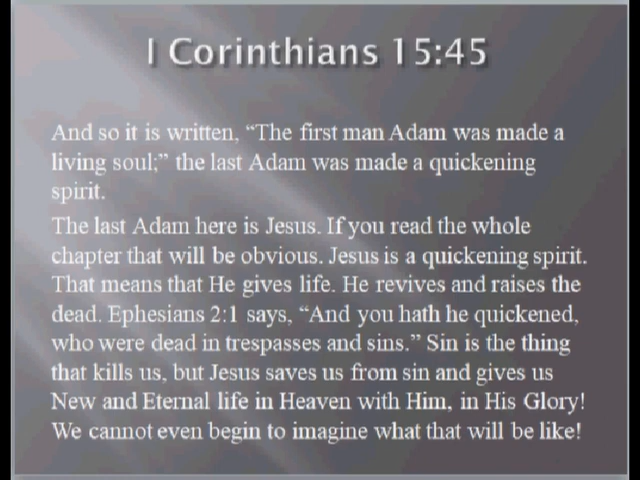 I Corinthians 15:45
And so it is written, “The first man Adam was made a
living soul;” the last Adam was made a quickening
spirit.
The last Adam here is Jesus. If you read the whole
chapter that will be obvious. Jesus is a quickening spirit.
That means that He gives life. He revives and raises the
dead. Ephesians 2:1 says, “And you hath he quickened,
who were dead in trespasses and sins.” Sin is the thing
that kills us, but Jesus saves us from sin and gives us
New and Eternal life in Heaven with Him, in His Glory!
We cannot even begin to imagine what that will be like!